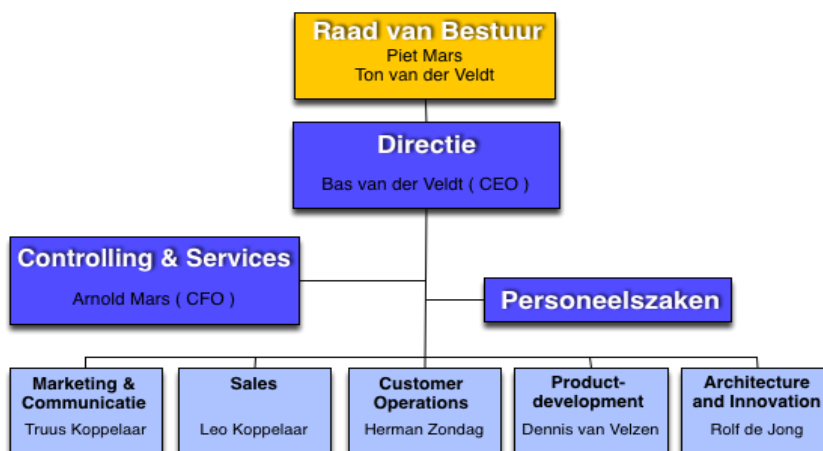 Raad van Bestuur
Piet Mars
Ton van der Veldt
Directie
Bas van der Veldt ( CEO )
Controlling & Services
Arnold Mars ( CFO )
Personeelszaken
Marketing &
Communicatie
Truus Koppelaar
Sales
Leo Koppelaar
Customer
Operations
Herman Zondag
Product-
development
Dennis van Velzen
Architecture
and Innovation
Rolf de Jong